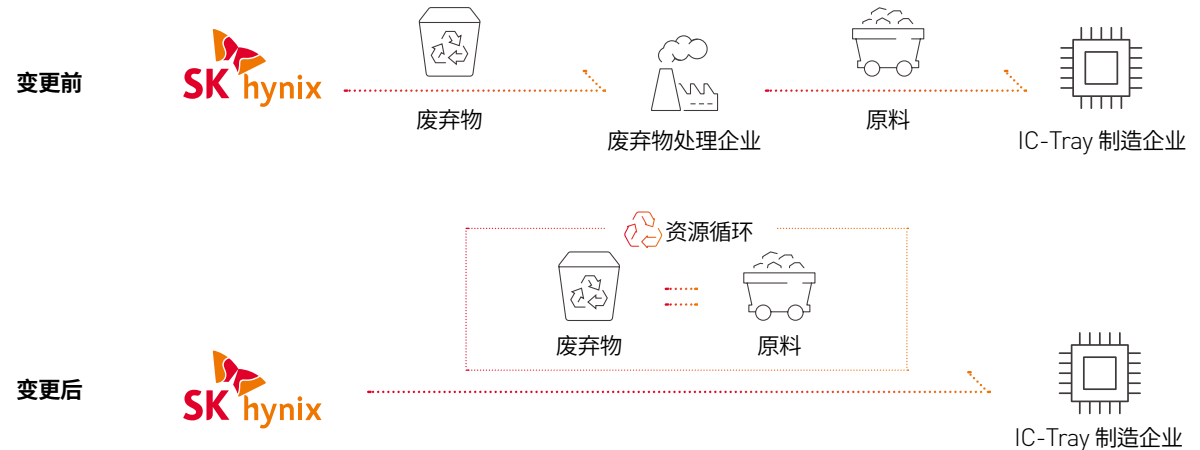 变更前
SK hynix
废弃物
废弃物处理企业
原料
IC-Tray 制造企业
资源循环
废弃物
原料
变更后
SK hynix
IC-Tray 制造企业